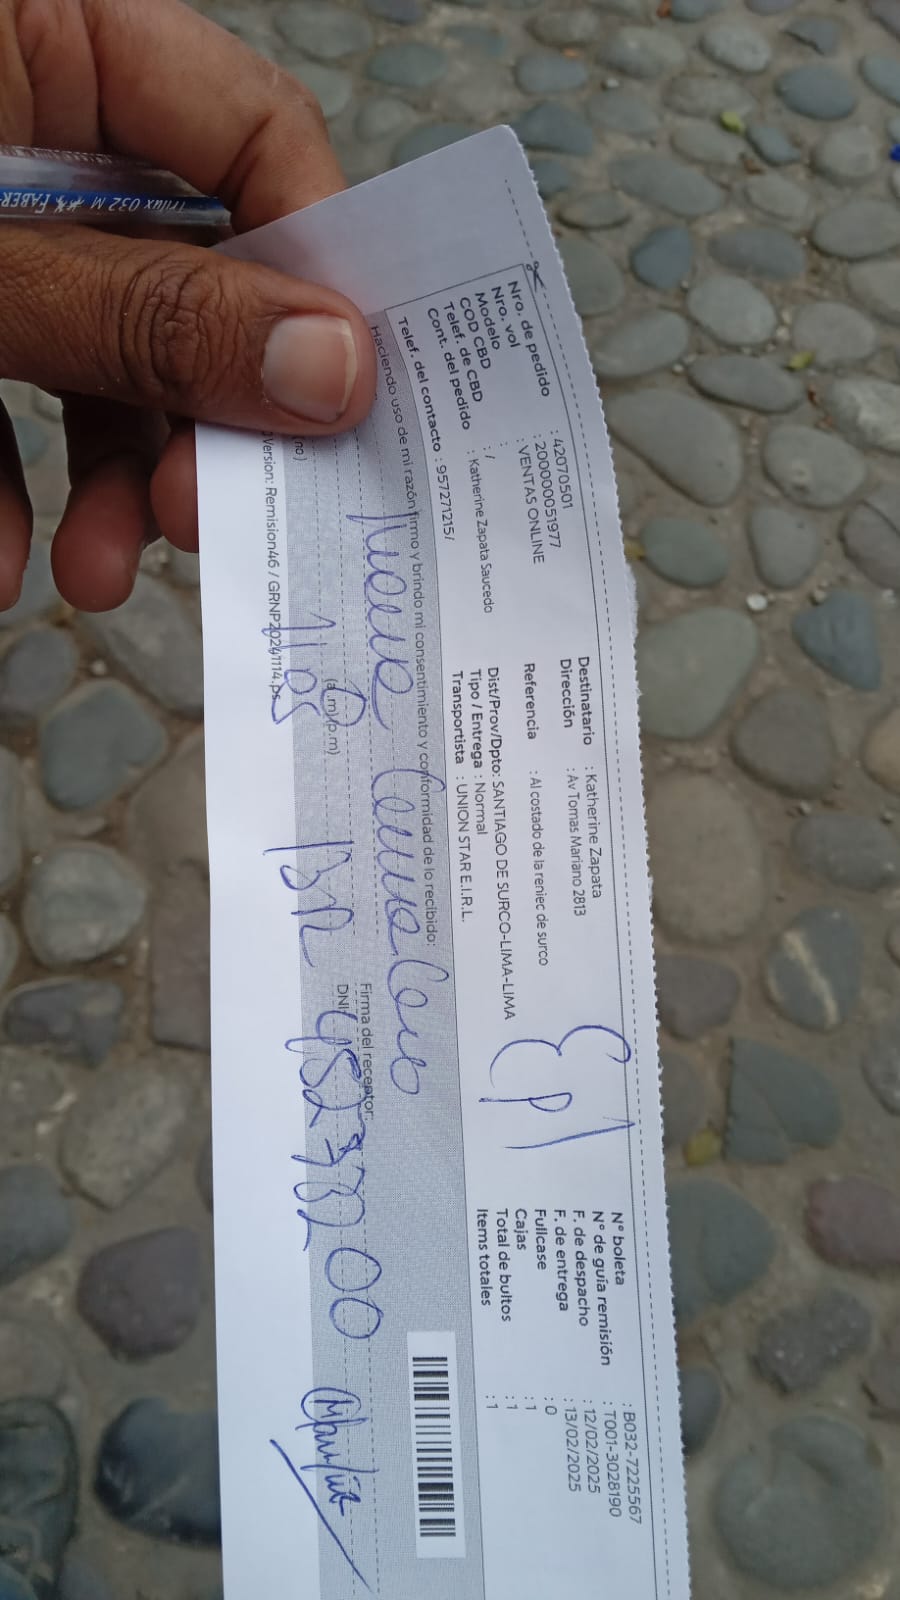 Trilux 032 M FABER-
Nro. de pedido : 42070501
Nro. vol : 200000051977
Modelo : VENTAS ONLINE
COD CBD :
Telef. de CBD : /
Cont. del pedido : Katherine Zapata Saucedo
Telef. del contacto : 957271215/
Destinatario : Katherine Zapata
Dirección : Av Tomas Mariano 2813
Referencia : Al costado de la reniec de surco
Dist/Prov/Dpto: SANTIAGO DE SURCO-LIMA-LIMA
Tipo / Entrega : Normal
Transportista : UNION STAR E.I.R.L.
N° boleta : B032-7225567
N° de guia remisión : T001-3028190
F. de despacho : 12/02/2025
F. de entrega : 13/02/2025
Fullcase : 0
Cajas : 1
Total de bultos : 1
Items totales : 1
Haciendo uso de mi razón firmo y brindo mi consentimiento y conformidad de lo recibido:
Firma del receptor:
(a.m)(p.m)
DNI
no)
Version: Remision46 / GRNP20241114.ps